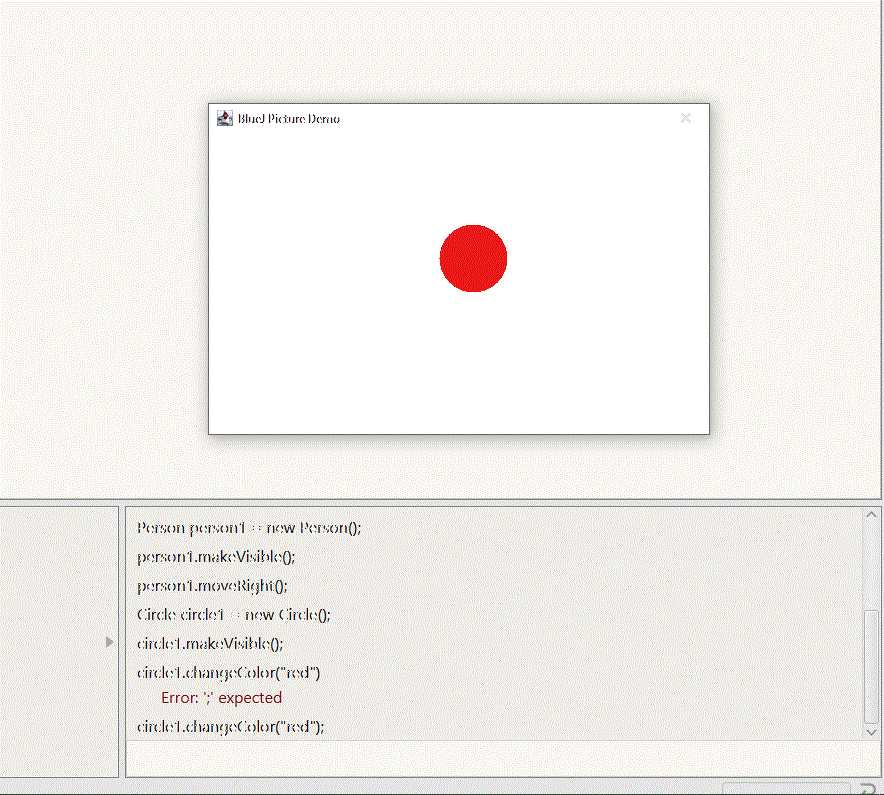 BlueJ Picture Demo
Person person1 = new Person();
person1.makeVisible();
person1.moveRight();
Circle circle1 = new Circle();
circle1.makeVisible();
circle1.changeColor("red")
Error: ';' expected
circle1.changeColor("red");